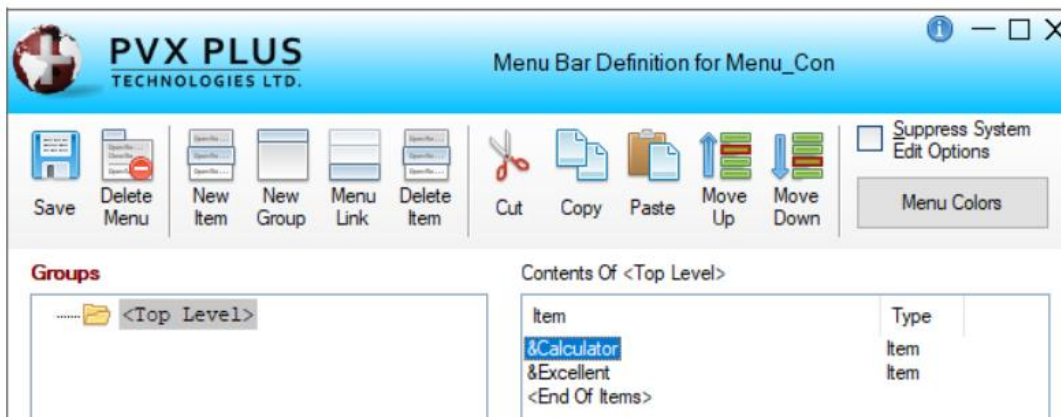 PVX PLUS
TECHNOLOGIES LTD.
Menu Bar Definition for Menu_Con
Save
Delete
Menu
New
Item
New
Group
Menu
Link
Delete
Item
Cut
Copy
Paste
Move
Up
Move
Down
Suppress System
Edit Options
Menu Colors
Groups
<Top Level>
Contents Of <Top Level>
Item Type
&Calculator Item
&Excellent Item
<End Of Items>